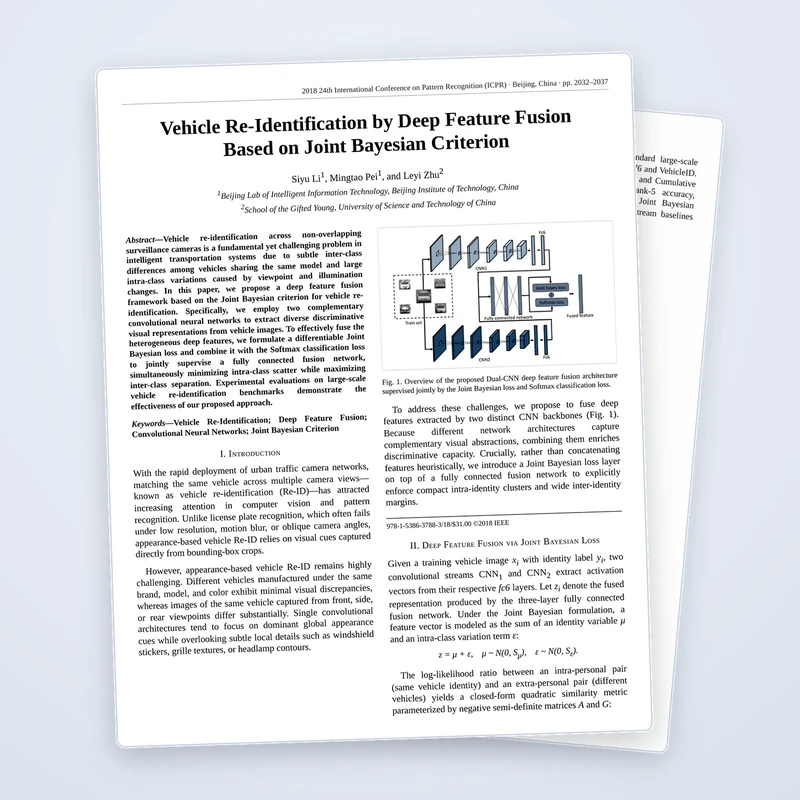 2018 24th International Conference on Pattern Recognition (ICPR) · Beijing, China · pp. 2032–2037
Vehicle Re-Identification by Deep Feature Fusion
Based on Joint Bayesian Criterion
Siyu Li1, Mingtao Pei1, and Leyi Zhu2
1Beijing Lab of Intelligent Information Technology, Beijing Institute of Technology, China
2School of the Gifted Young, University of Science and Technology of China
Abstract—Vehicle re-identification across non-overlapping
surveillance cameras is a fundamental yet challenging problem in
intelligent transportation systems due to subtle inter-class
differences among vehicles sharing the same model and large
intra-class variations caused by viewpoint and illumination
changes. In this paper, we propose a deep feature fusion
framework based on the Joint Bayesian criterion for vehicle re-
identification. Specifically, we employ two complementary
convolutional neural networks to extract diverse discriminative
visual representations from vehicle images. To effectively fuse the
heterogeneous deep features, we formulate a differentiable Joint
Bayesian loss and combine it with the Softmax classification loss
to jointly supervise a fully connected fusion network,
simultaneously minimizing intra-class scatter while maximizing
inter-class separation. Experimental evaluations on large-scale
vehicle re-identification benchmarks demonstrate the
effectiveness of our proposed approach.
Keywords—Vehicle Re-Identification; Deep Feature Fusion;
Convolutional Neural Networks; Joint Bayesian Criterion
I. Introduction
With the rapid deployment of urban traffic camera networks,
matching the same vehicle across multiple camera views—
known as vehicle re-identification (Re-ID)—has attracted
increasing attention in computer vision and pattern
recognition. Unlike license plate recognition, which often fails
under low resolution, motion blur, or oblique camera angles,
appearance-based vehicle Re-ID relies on visual cues captured
directly from bounding-box crops.
However, appearance-based vehicle Re-ID remains highly
challenging. Different vehicles manufactured under the same
brand, model, and color exhibit minimal visual discrepancies,
whereas images of the same vehicle captured from front, side,
or rear viewpoints differ substantially. Single convolutional
architectures tend to focus on dominant global appearance
cues while overlooking subtle local details such as windshield
stickers, grille textures, or headlamp contours.
Fc6
CNN1
Train set
Fully connected network
Joint bayes loss
Softmax loss
Fused feature
CNN2
Fc6
Fig. 1. Overview of the proposed Dual-CNN deep feature fusion architecture
supervised jointly by the Joint Bayesian loss and Softmax classification loss.
To address these challenges, we propose to fuse deep
features extracted by two distinct CNN backbones (Fig. 1).
Because different network architectures capture
complementary visual abstractions, combining them enriches
discriminative capacity. Crucially, rather than concatenating
features heuristically, we introduce a Joint Bayesian loss layer
on top of a fully connected fusion network to explicitly
enforce compact intra-identity clusters and wide inter-identity
margins.
978-1-5386-3788-3/18/$31.00 ©2018 IEEE
II. Deep Feature Fusion via Joint Bayesian Loss
Given a training vehicle image xi with identity label yi, two
convolutional streams CNN1 and CNN2 extract activation
vectors from their respective fc6 layers. Let zi denote the fused
representation produced by the three-layer fully connected
fusion network. Under the Joint Bayesian formulation, a
feature vector is modeled as the sum of an identity variable μ
and an intra-class variation term ε:
z = μ + ε, μ ~ N(0, Sμ), ε ~ N(0, Sε).
The log-likelihood ratio between an intra-personal pair
(same vehicle identity) and an extra-personal pair (different
vehicles) yields a closed-form quadratic similarity metric
parameterized by negative semi-definite matrices A and G:
ndard large-scale
and VehicleID.
and Cumulative
ank-5 accuracy,
Joint Bayesian
tream baselines